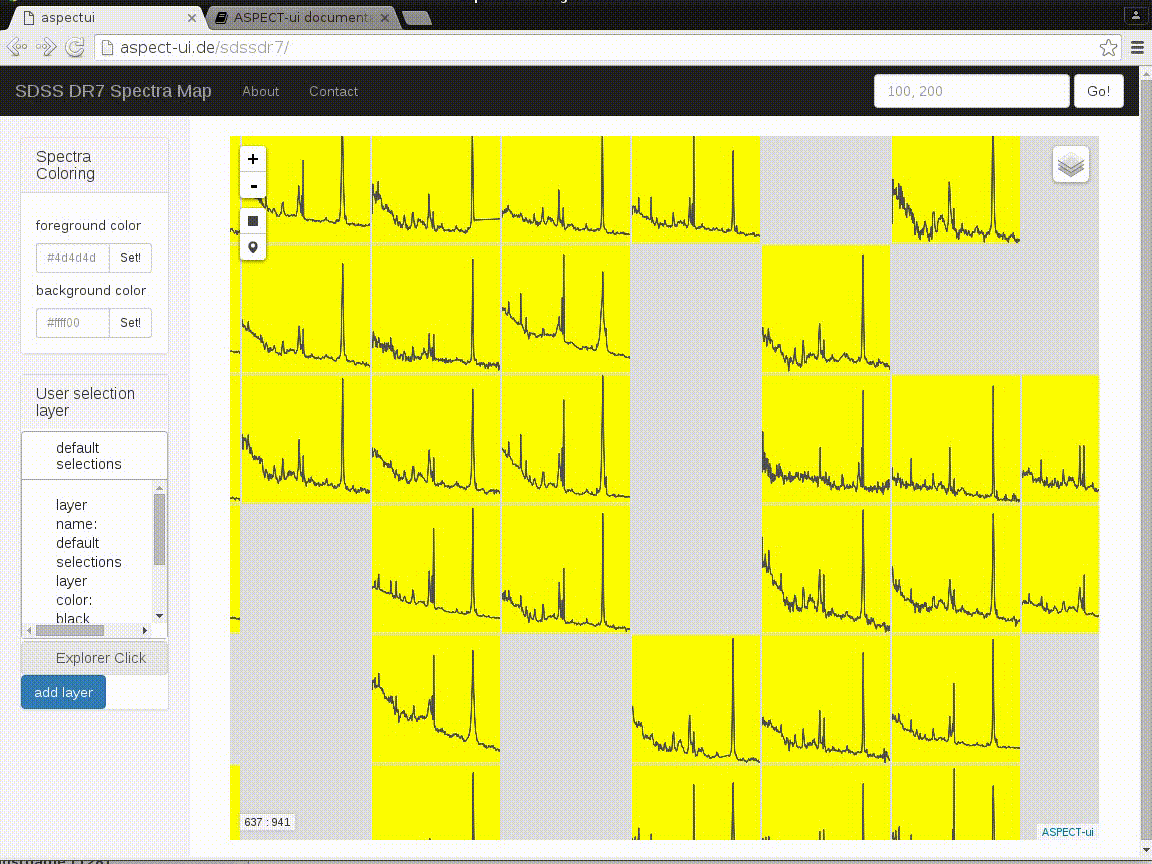 aspectui
ASPECT-ui document
aspect-ui.de/sdssdr7/
SDSS DR7 Spectra Map
About
Contact
100, 200
Go!
Spectra
Coloring
foreground color
#4d4d4d
Set!
background color
#ffff00
Set!
User selection
layer
default
selections
layer
name:
default
selections
layer
color:
black
Explorer Click
add layer
+
-
637 : 941
ASPECT-ui